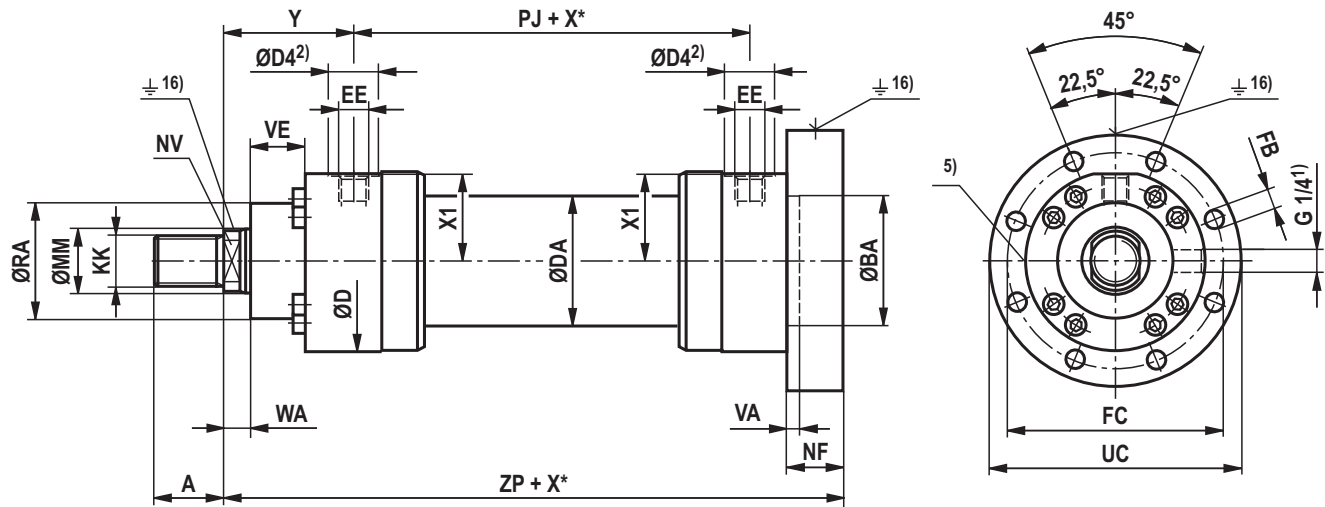 Y
PJ + X*
45°
ØD4²⁾
ØD4²⁾
22,5°
22,5°
⏚ 16)
EE
EE
⏚ 16)
⏚ 16)
VE
NV
FB
5)
G 1/4¹⁾
X1
X1
ØRA
ØMM
KK
ØD
ØDA
ØBA
WA
VA
FC
NF
UC
A
ZP + X*